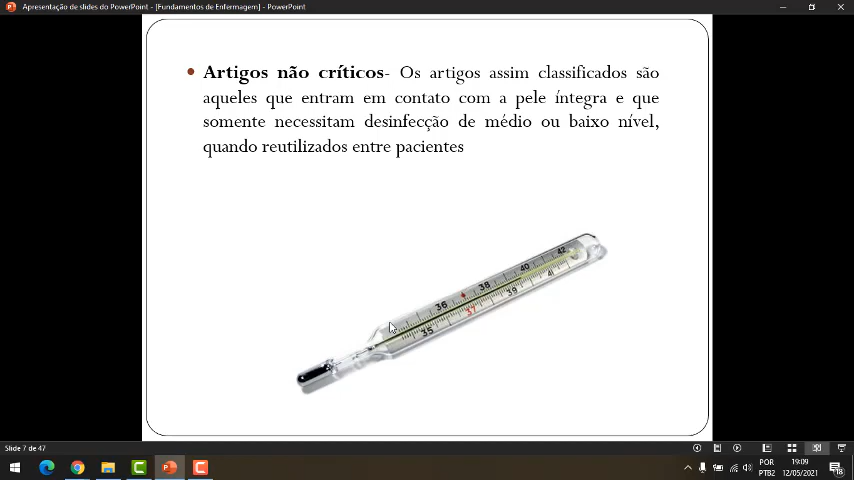 Apresentação de slides do PowerPoint - [Fundamentos de Enfermagem] - PowerPoint
• Artigos não críticos- Os artigos assim classificados são
aqueles que entram em contato com a pele íntegra e que
somente necessitam desinfecção de médio ou baixo nível,
quando reutilizados entre pacientes
35 36 37 38 39 40 41 42
Slide 7 de 47
POR
PTB2
19:09
12/05/2021
18